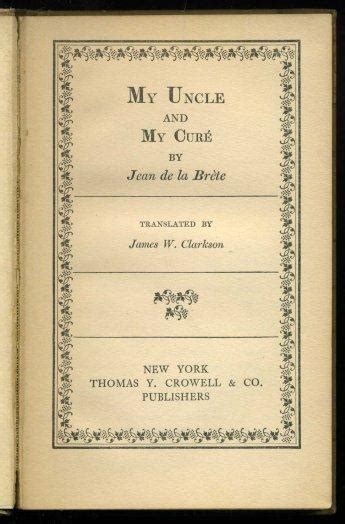 My Uncle
AND
My Curé
BY
Jean de la Brète
TRANSLATED BY
James W. Clarkson
NEW YORK
THOMAS Y. CROWELL & CO.
PUBLISHERS